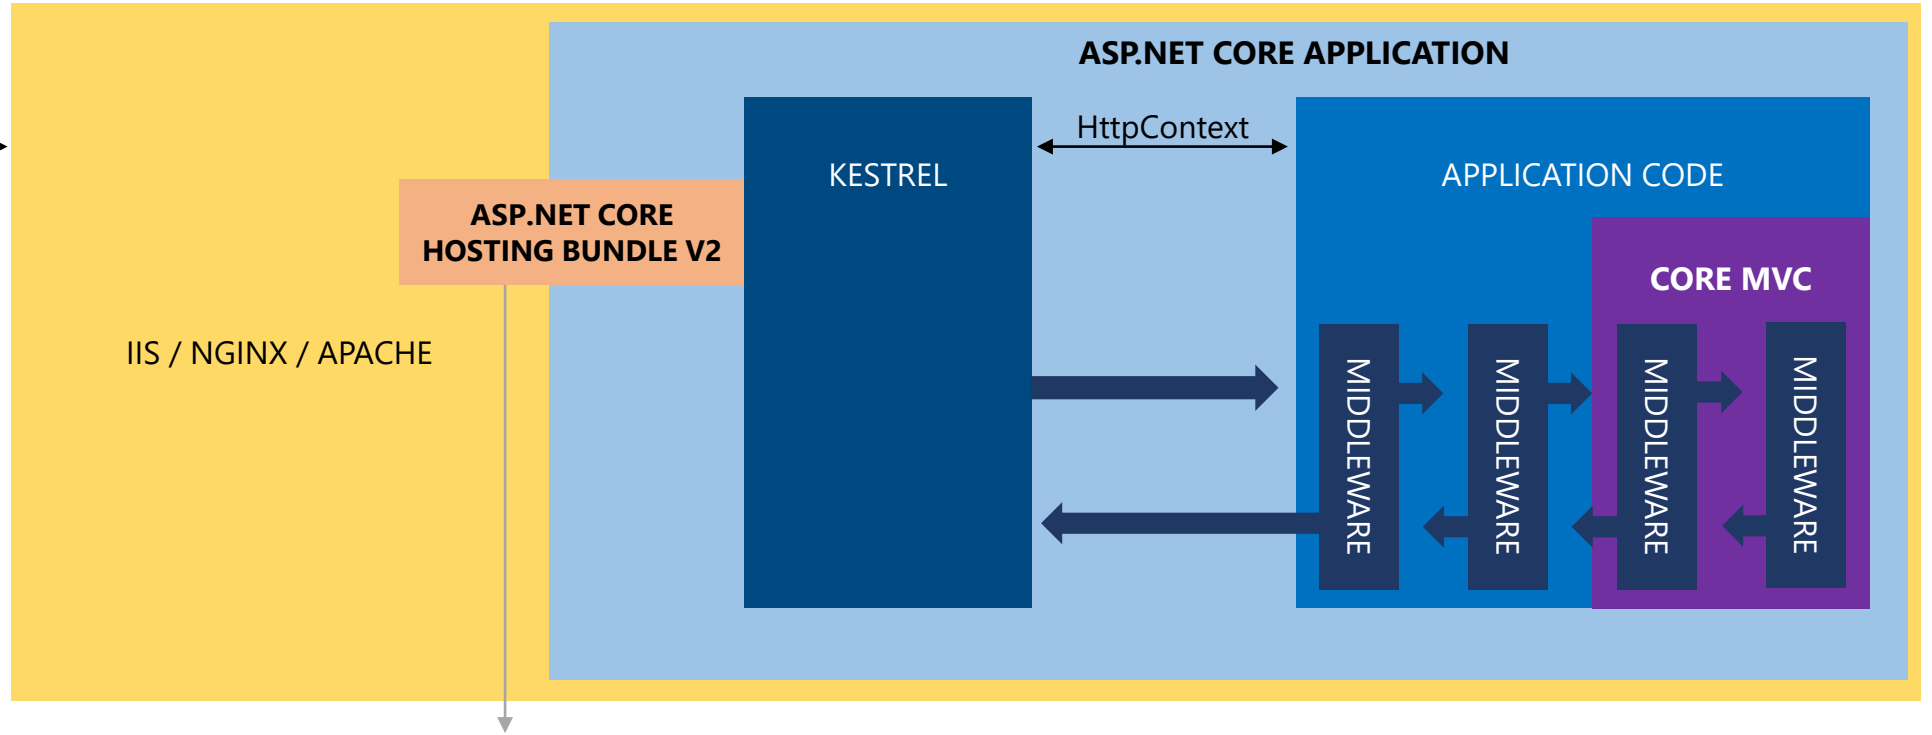 ASP.NET CORE APPLICATION
HttpContext
KESTREL
APPLICATION CODE
ASP.NET CORE
HOSTING BUNDLE V2
CORE MVC
IIS / NGINX / APACHE
MIDDLEWARE
MIDDLEWARE
MIDDLEWARE
MIDDLEWARE